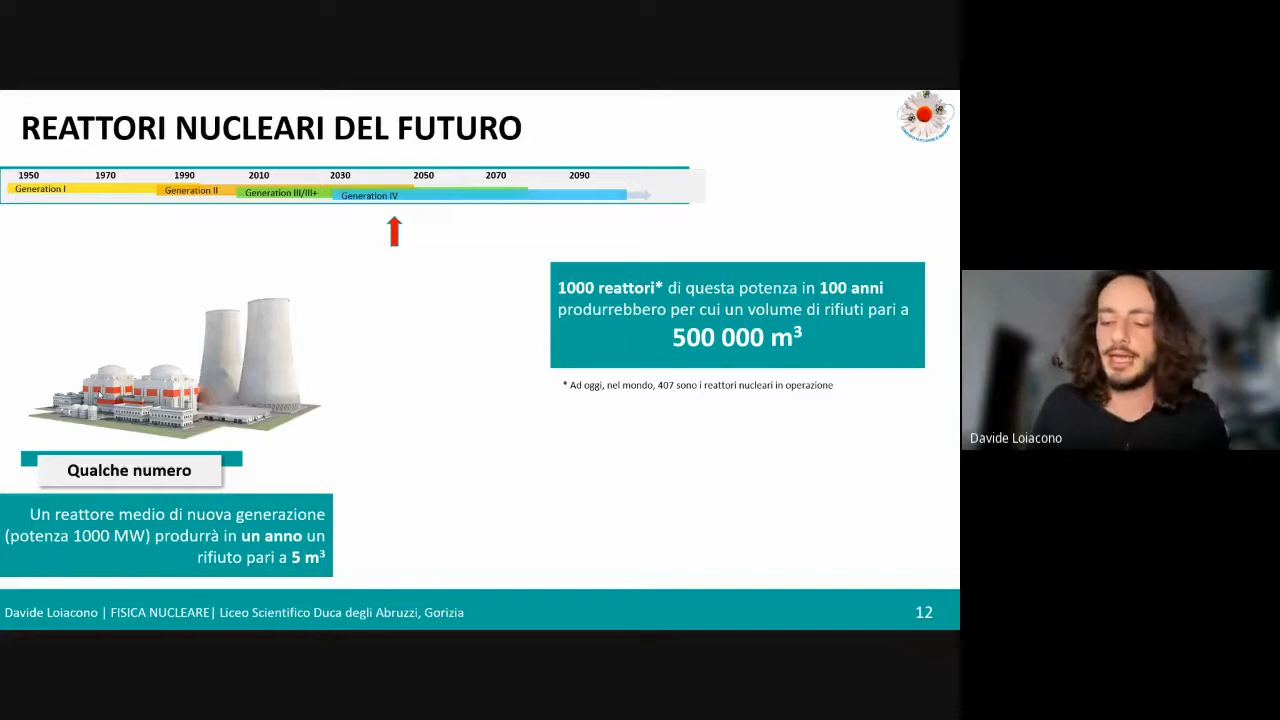 REATTORI NUCLEARI DEL FUTURO
1950 1970 1990 2010 2030 2050 2070 2090
Generation I
Generation II
Generation III/III+
Generation IV
1000 reattori* di questa potenza in 100 anni
produrrebbero per cui un volume di rifiuti pari a
500 000 m³
* Ad oggi, nel mondo, 407 sono i reattori nucleari in operazione
Qualche numero
Un reattore medio di nuova generazione
(potenza 1000 MW) produrrà in un anno un
rifiuto pari a 5 m³
Davide Loiacono | FISICA NUCLEARE| Liceo Scientifico Duca degli Abruzzi, Gorizia
12
Davide Loiacono